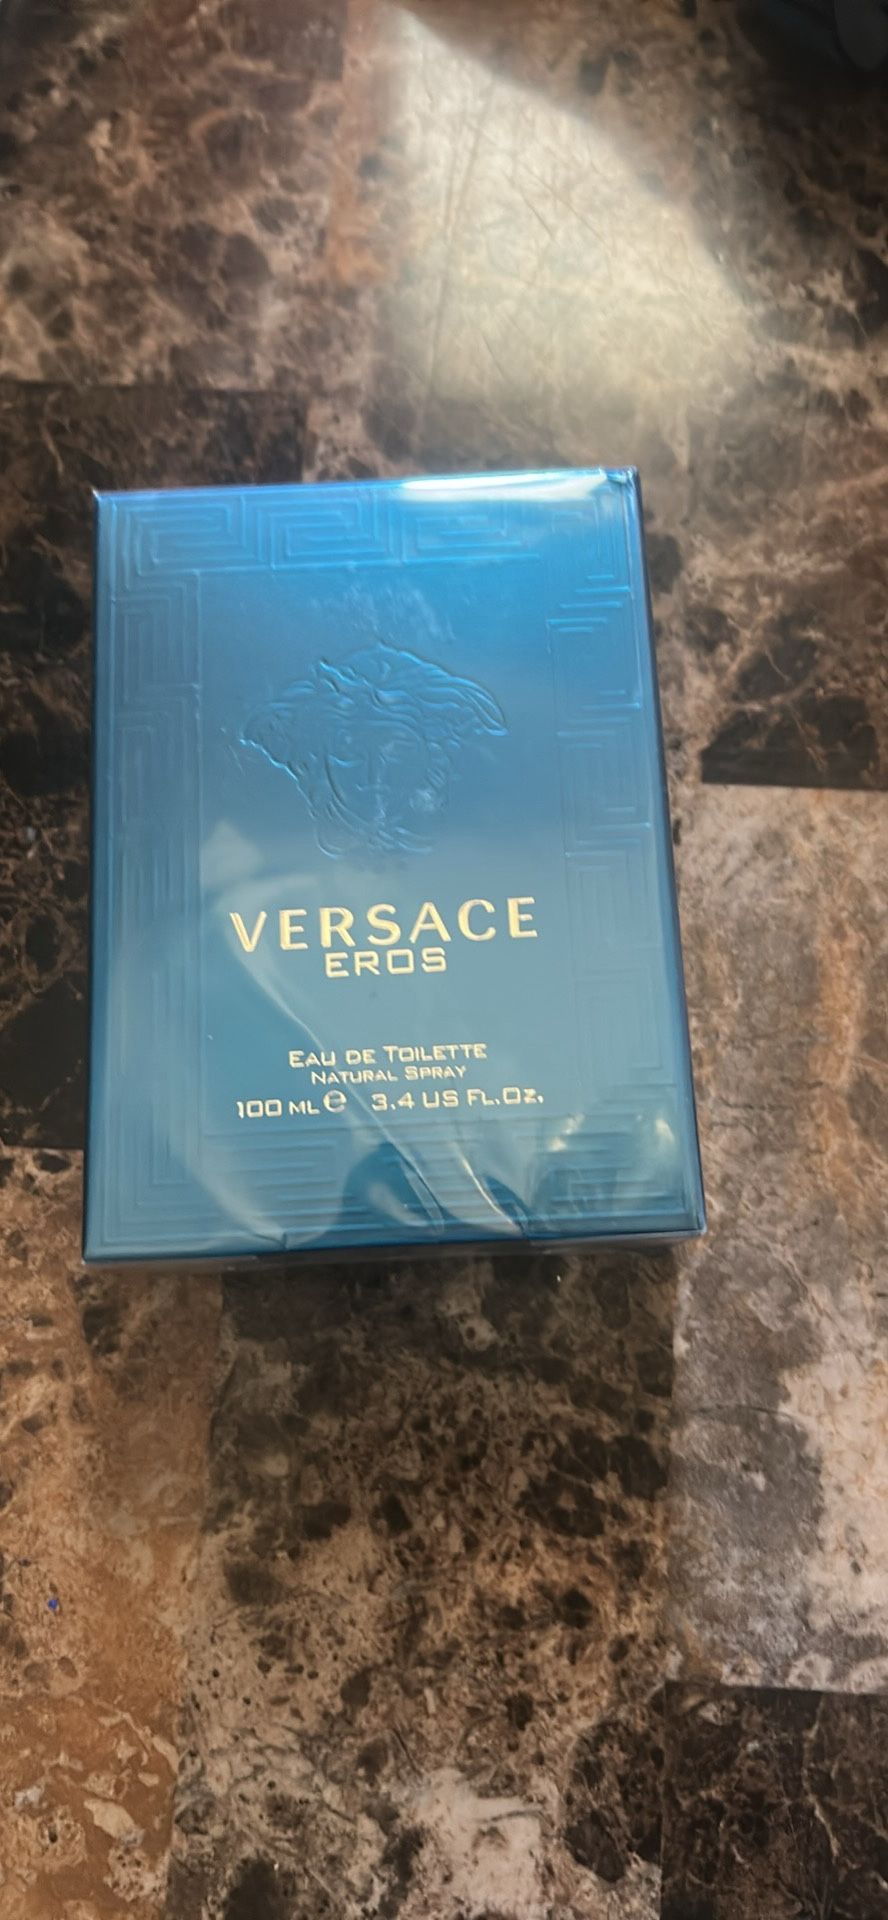 VERSACE
EROS
EAU DE TOILETTE
NATURAL SPRAY
100 ML ℮ 3.4 US FL.OZ.